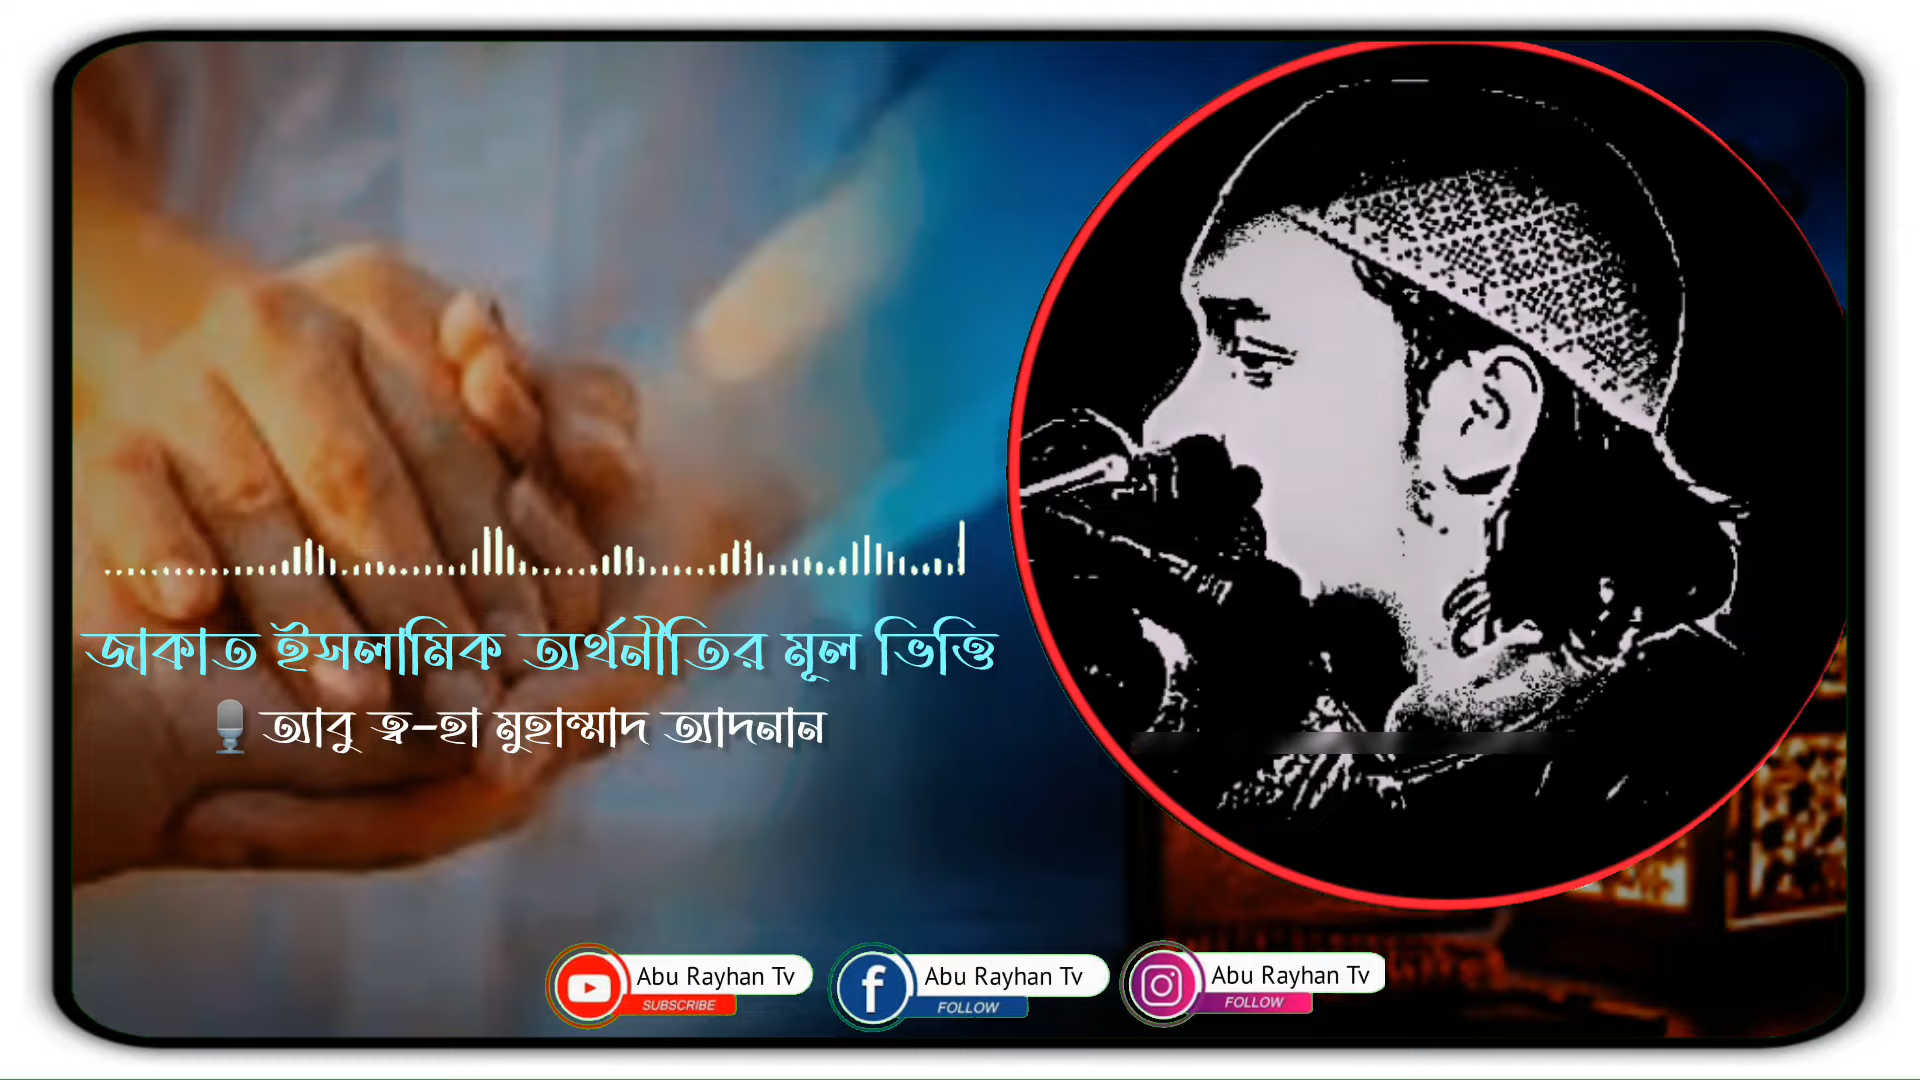 জাকাত ইসলামিক অর্থনীতির মূল ভিত্তি
আবু ত্ব-হা মুহাম্মাদ আদনান
Abu Rayhan Tv
SUBSCRIBE
Abu Rayhan Tv
FOLLOW
Abu Rayhan Tv
FOLLOW